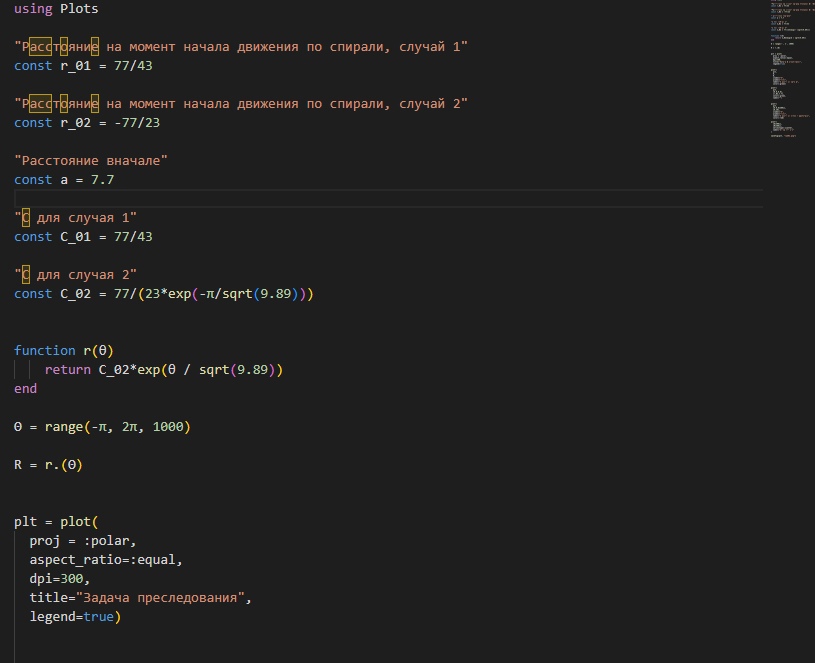 using Plots
"Расстояние на момент начала движения по спирали, случай 1"
const r_01 = 77/43
"Расстояние на момент начала движения по спирали, случай 2"
const r_02 = -77/23
"Расстояние вначале"
const a = 7.7
"С для случая 1"
const C_01 = 77/43
"С для случая 2"
const C_02 = 77/(23*exp(-π/sqrt(9.89)))
function r(θ)
return C_02*exp(θ / sqrt(9.89))
end
θ = range(-π, 2π, 1000)
R = r.(θ)
plt = plot(
proj = :polar,
aspect_ratio=:equal,
dpi=300,
title="Задача преследования",
legend=true)